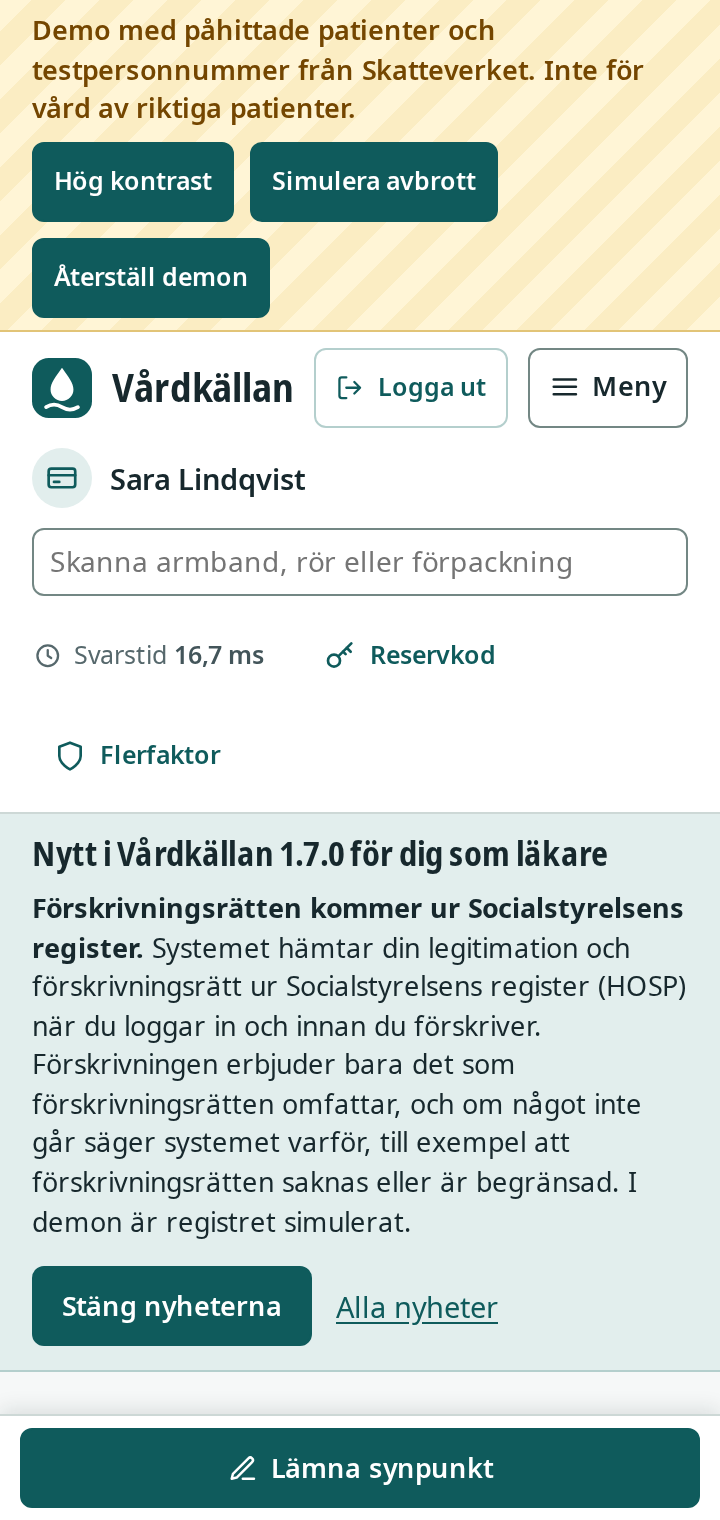 Demo med påhittade patienter och
testpersonnummer från Skatteverket. Inte för
vård av riktiga patienter.
Hög kontrast
Simulera avbrott
Återställ demon
Vårdkällan
Logga ut
Meny
Sara Lindqvist
Skanna armband, rör eller förpackning
Svarstid 16,7 ms
Reservkod
Flerfaktor
Nytt i Vårdkällan 1.7.0 för dig som läkare
Förskrivningsrätten kommer ur Socialstyrelsens
register. Systemet hämtar din legitimation och
förskrivningsrätt ur Socialstyrelsens register (HOSP)
när du loggar in och innan du förskriver.
Förskrivningen erbjuder bara det som
förskrivningsrätten omfattar, och om något inte
går säger systemet varför, till exempel att
förskrivningsrätten saknas eller är begränsad. I
demon är registret simulerat.
Stäng nyheterna
Alla nyheter
Lämna synpunkt